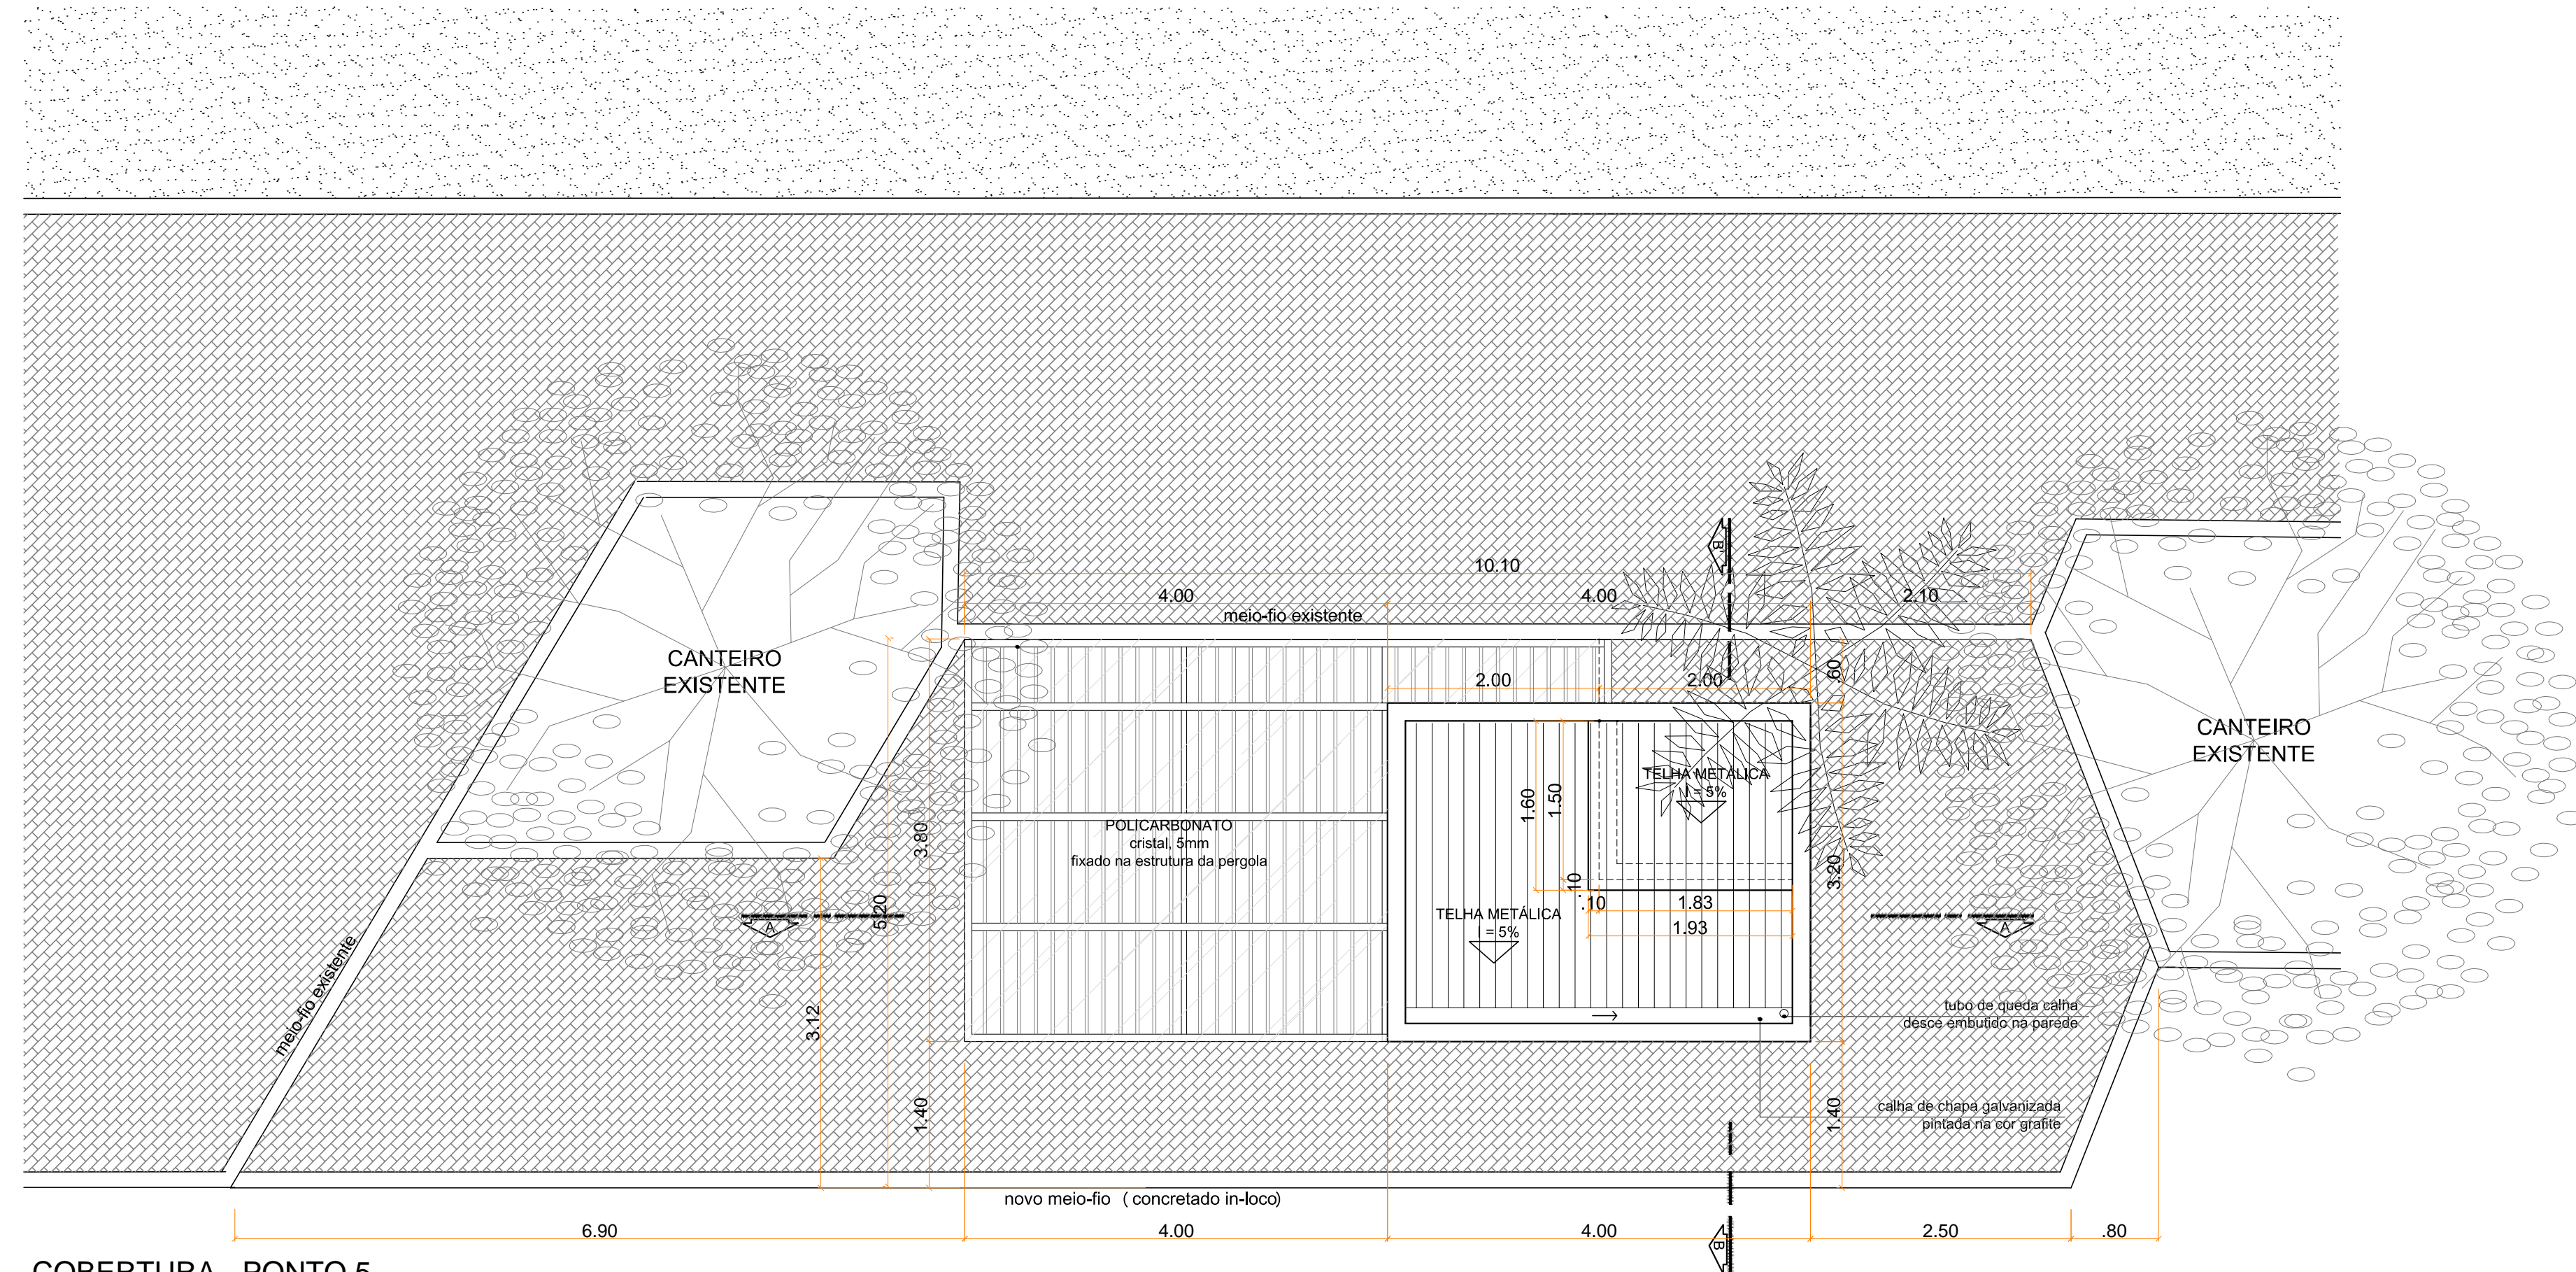 10.10
4.00
4.00
2.10
meio-fio existente
CANTEIRO
EXISTENTE
2.00
2.00
.60
CANTEIRO
EXISTENTE
TELHA METÁLICA
I = 5%
1.60
1.50
POLICARBONATO
cristal, 5mm
fixado na estrutura da pergola
3.80
3.20
.10
.10
1.83
1.93
TELHA METÁLICA
I = 5%
5.20
A
A
B'
meio-fio existente
3.12
tubo de queda calha
desce embutido na parede
1.40
1.40
calha de chapa galvanizada
pintada na cor grafite
novo meio-fio ( concretado in-loco)
6.90
4.00
4.00
2.50
.80
B
COBERTURA - PONTO 5